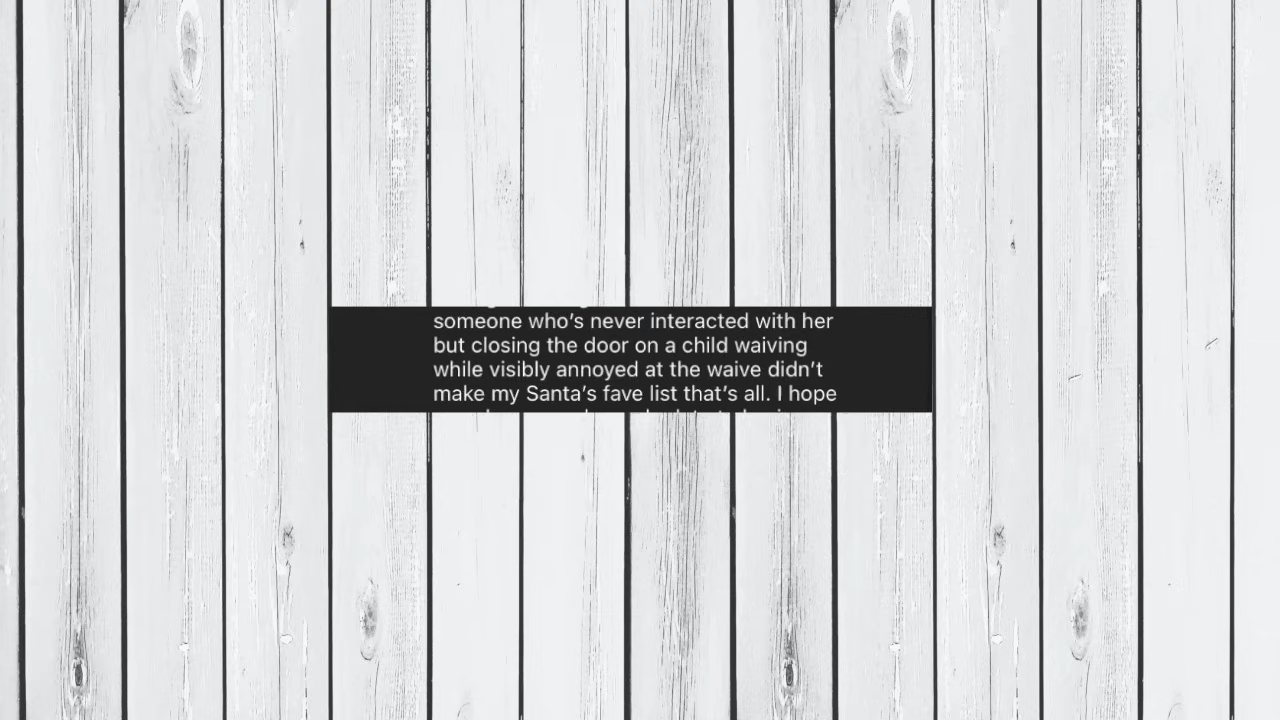 someone who's never interacted with her
but closing the door on a child waiving
while visibly annoyed at the waive didn't
make my Santa's fave list that's all. I hope